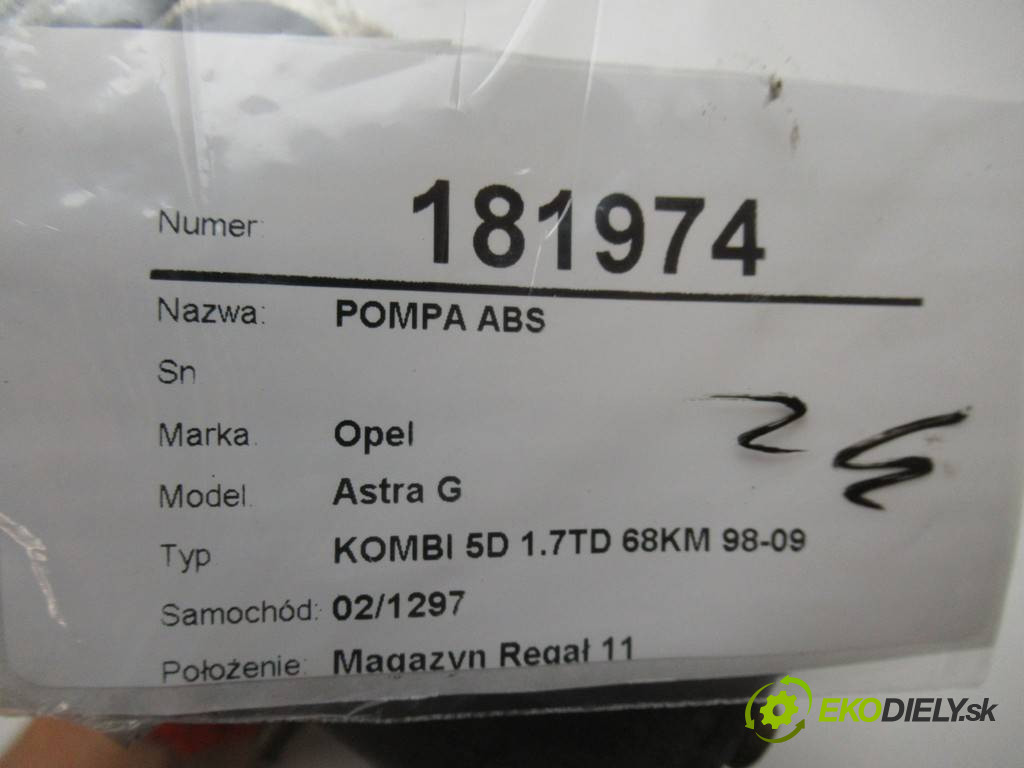 Numer: 181974
Nazwa: POMPA ABS
Sn
Marka Opel
Model Astra G
Typ KOMBI 5D 1.7TD 68KM 98-09
Samochód: 02/1297
Położenie: Magazyn Regał 11
EKODIELY.sk